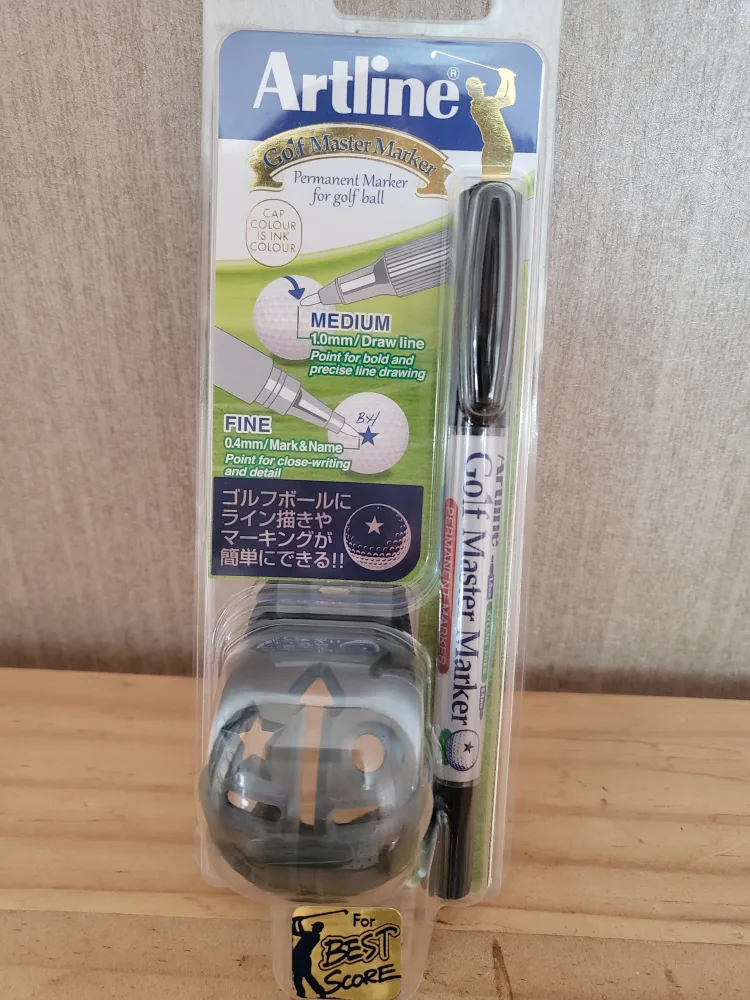 Artline®
Golf Master Marker
Permanent Marker
for golf ball
CAP
COLOUR
IS INK
COLOUR
MEDIUM
1.0mm/Draw line
Point for bold and
precise line drawing
BH
FINE
0.4mm/Mark&Name
Point for close-writing
and detail
ゴルフボールに
ライン描きや
マーキングが
簡単にできる!!
Artline
Golf Master Marker
PERMANENT MARKER
For
BEST
SCORE